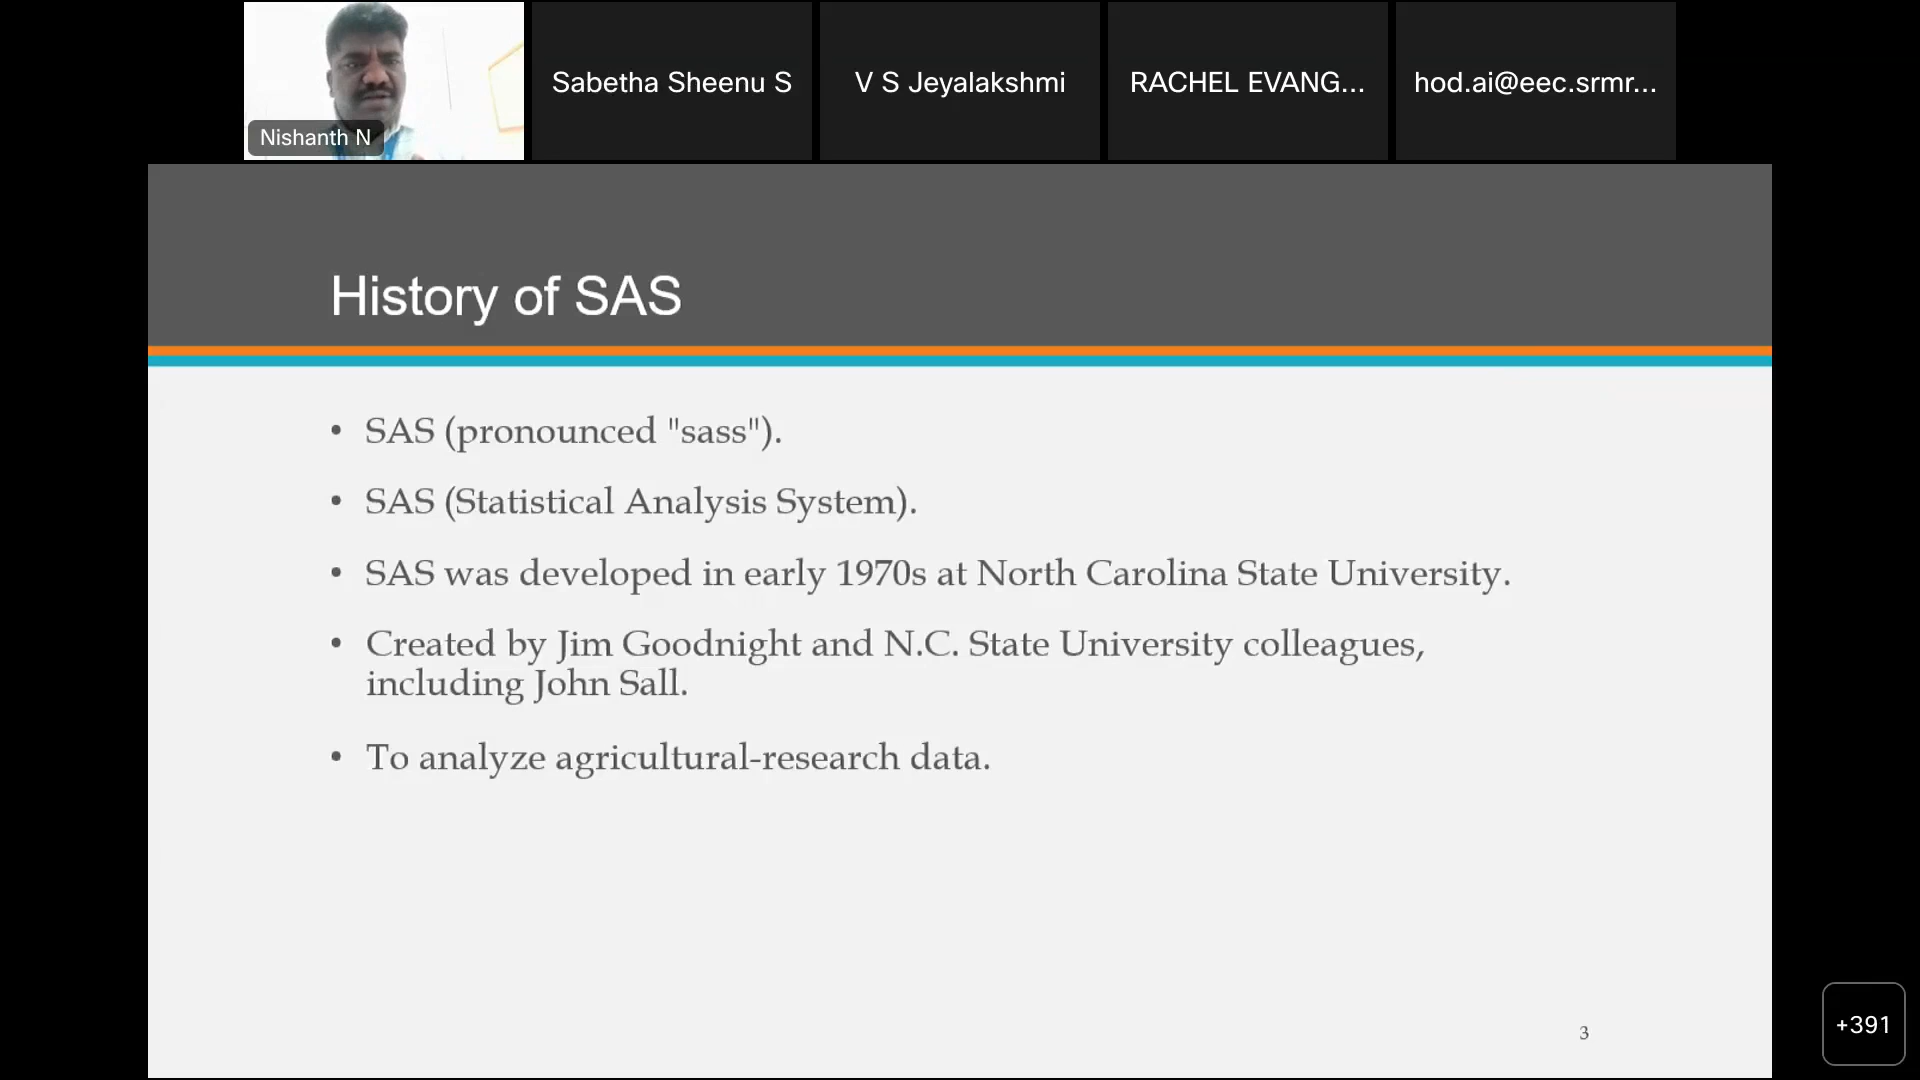 Nishanth N
Sabetha Sheenu S
V S Jeyalakshmi
RACHEL EVANG...
hod.ai@eec.srmr...
History of SAS
• SAS (pronounced "sass").
• SAS (Statistical Analysis System).
• SAS was developed in early 1970s at North Carolina State University.
• Created by Jim Goodnight and N.C. State University colleagues,
including John Sall.
• To analyze agricultural-research data.
3
+391